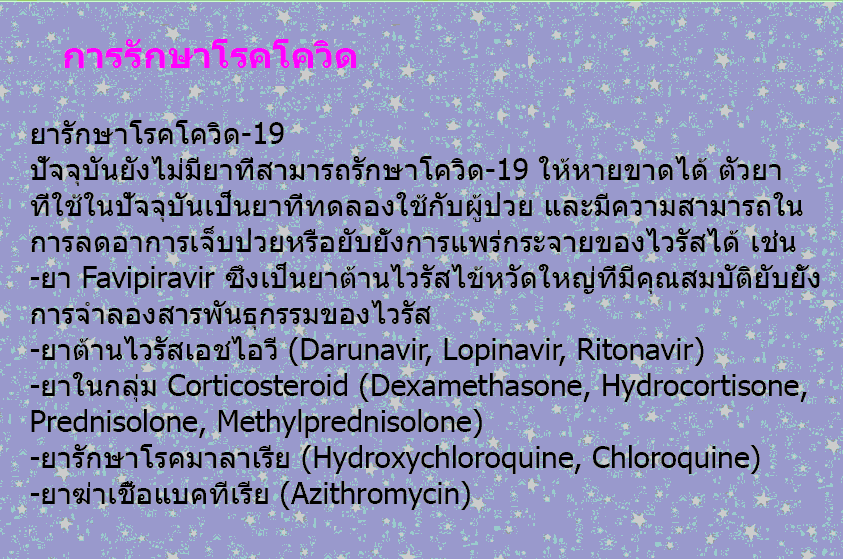 การรักษาโรคโควิด
ยารักษาโรคโควิด-19
ปัจจุบันยังไม่มียาที่สามารถรักษาโควิด-19 ให้หายขาดได้ ตัวยา
ที่ใช้ในปัจจุบันเป็นยาที่ทดลองใช้กับผู้ป่วย และมีความสามารถใน
การลดอาการเจ็บป่วยหรือยับยั้งการแพร่กระจายของไวรัสได้ เช่น
-ยา Favipiravir ซึ่งเป็นยาต้านไวรัสไข้หวัดใหญ่ที่มีคุณสมบัติยับยั้ง
การจำลองสารพันธุกรรมของไวรัส
-ยาต้านไวรัสเอชไอวี (Darunavir, Lopinavir, Ritonavir)
-ยาในกลุ่ม Corticosteroid (Dexamethasone, Hydrocortisone,
Prednisolone, Methylprednisolone)
-ยารักษาโรคมาลาเรีย (Hydroxychloroquine, Chloroquine)
-ยาฆ่าเชื้อแบคทีเรีย (Azithromycin)